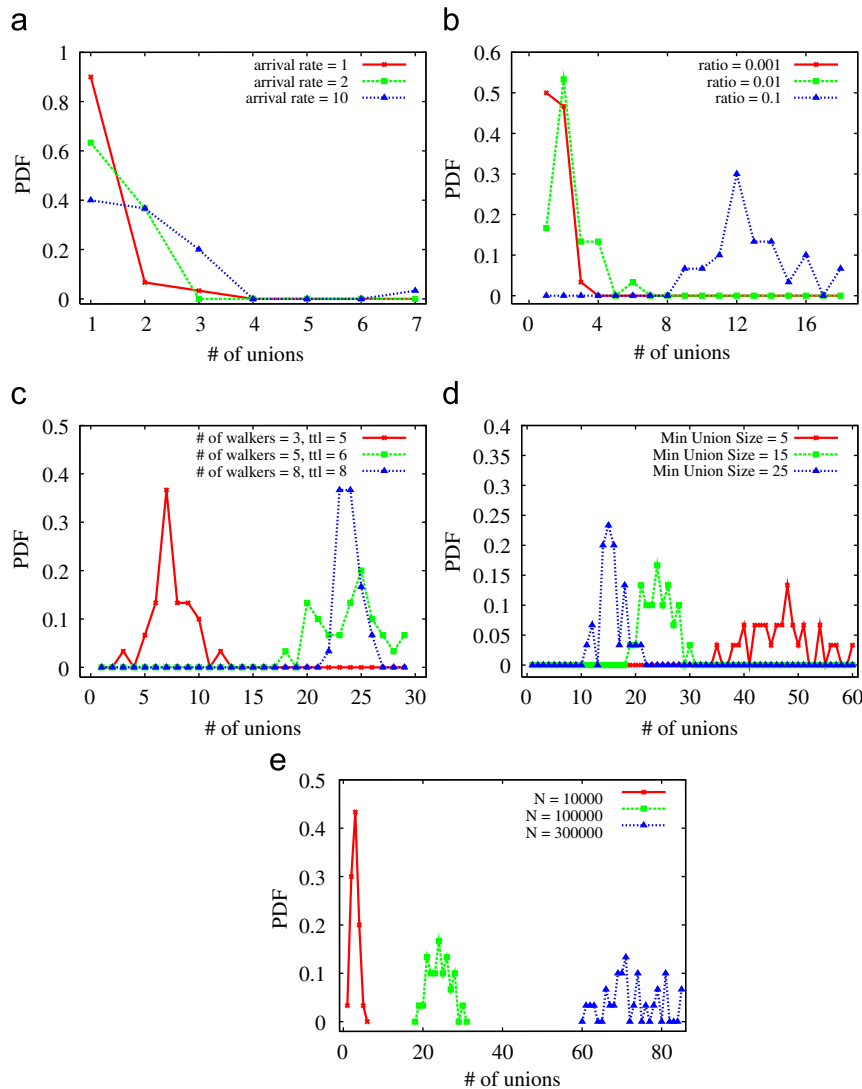 a
PDF
1
0.8
0.6
0.4
0.2
0
arrival rate = 1
arrival rate = 2
arrival rate = 10
1 2 3 4 5 6 7
# of unions
b
PDF
0.6
0.5
0.4
0.3
0.2
0.1
0
ratio = 0.001
ratio = 0.01
ratio = 0.1
0 4 8 12 16
# of unions
c
PDF
0.5
0.4
0.3
0.2
0.1
0
# of walkers = 3, ttl = 5
# of walkers = 5, ttl = 6
# of walkers = 8, ttl = 8
0 5 10 15 20 25 30
# of unions
d
PDF
0.4
0.35
0.3
0.25
0.2
0.15
0.1
0.05
0
Min Union Size = 5
Min Union Size = 15
Min Union Size = 25
0 10 20 30 40 50 60
# of unions
e
PDF
0.5
0.4
0.3
0.2
0.1
0
N = 10000
N = 100000
N = 300000
0 20 40 60 80
# of unions